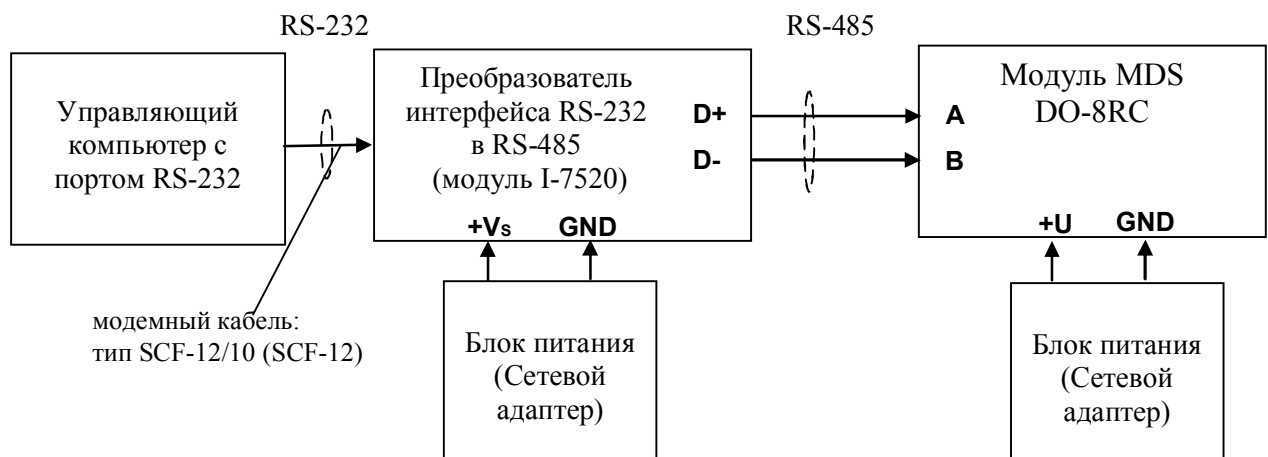 RS-232
RS-485
Управляющий
компьютер с
портом RS-232
Преобразователь
интерфейса RS-232
в RS-485
(модуль I-7520)
D+
D-
+Vs
GND
Модуль MDS
DO-8RC
A
B
+U
GND
модемный кабель:
тип SCF-12/10 (SCF-12)
Блок питания
(Сетевой
адаптер)
Блок питания
(Сетевой
адаптер)